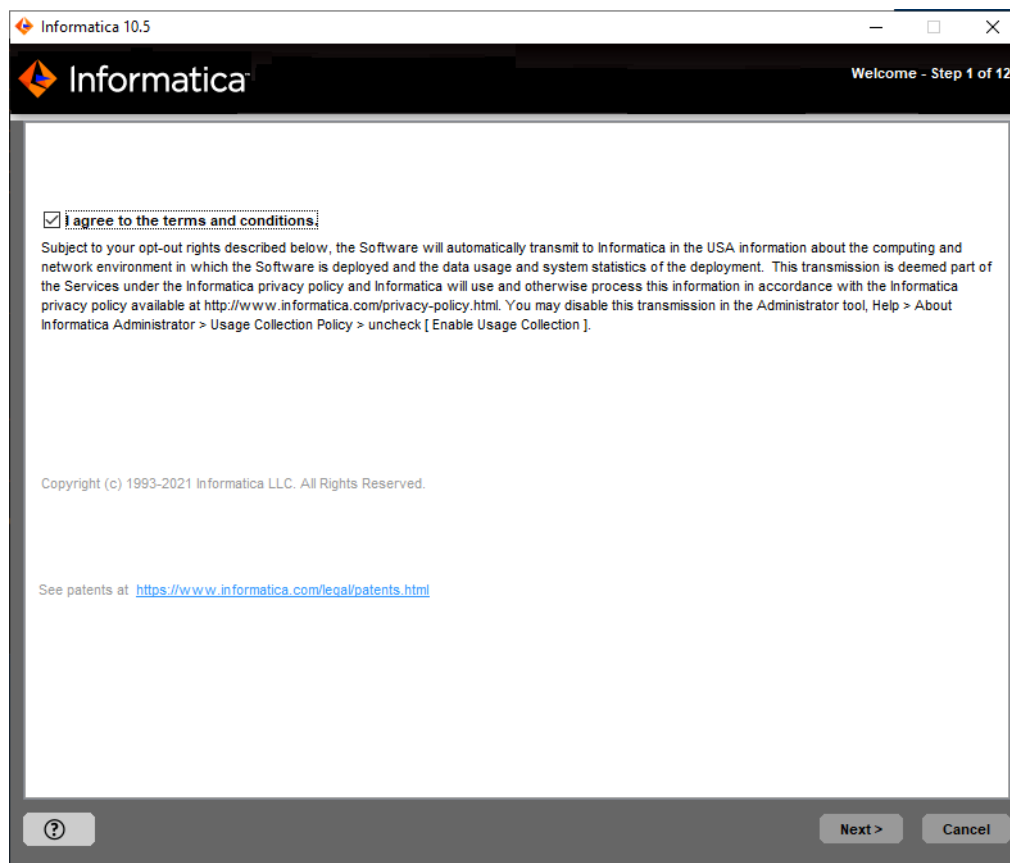 Informatica 10.5
Informatica
Welcome - Step 1 of 12
I agree to the terms and conditions.
Subject to your opt-out rights described below, the Software will automatically transmit to Informatica in the USA information about the computing and
network environment in which the Software is deployed and the data usage and system statistics of the deployment.  This transmission is deemed part of
the Services under the Informatica privacy policy and Informatica will use and otherwise process this information in accordance with the Informatica
privacy policy available at http://www.informatica.com/privacy-policy.html. You may disable this transmission in the Administrator tool, Help > About
Informatica Administrator > Usage Collection Policy > uncheck [ Enable Usage Collection ].
Copyright (c) 1993-2021 Informatica LLC. All Rights Reserved.
See patents at https://www.informatica.com/legal/patents.html
Next >
Cancel